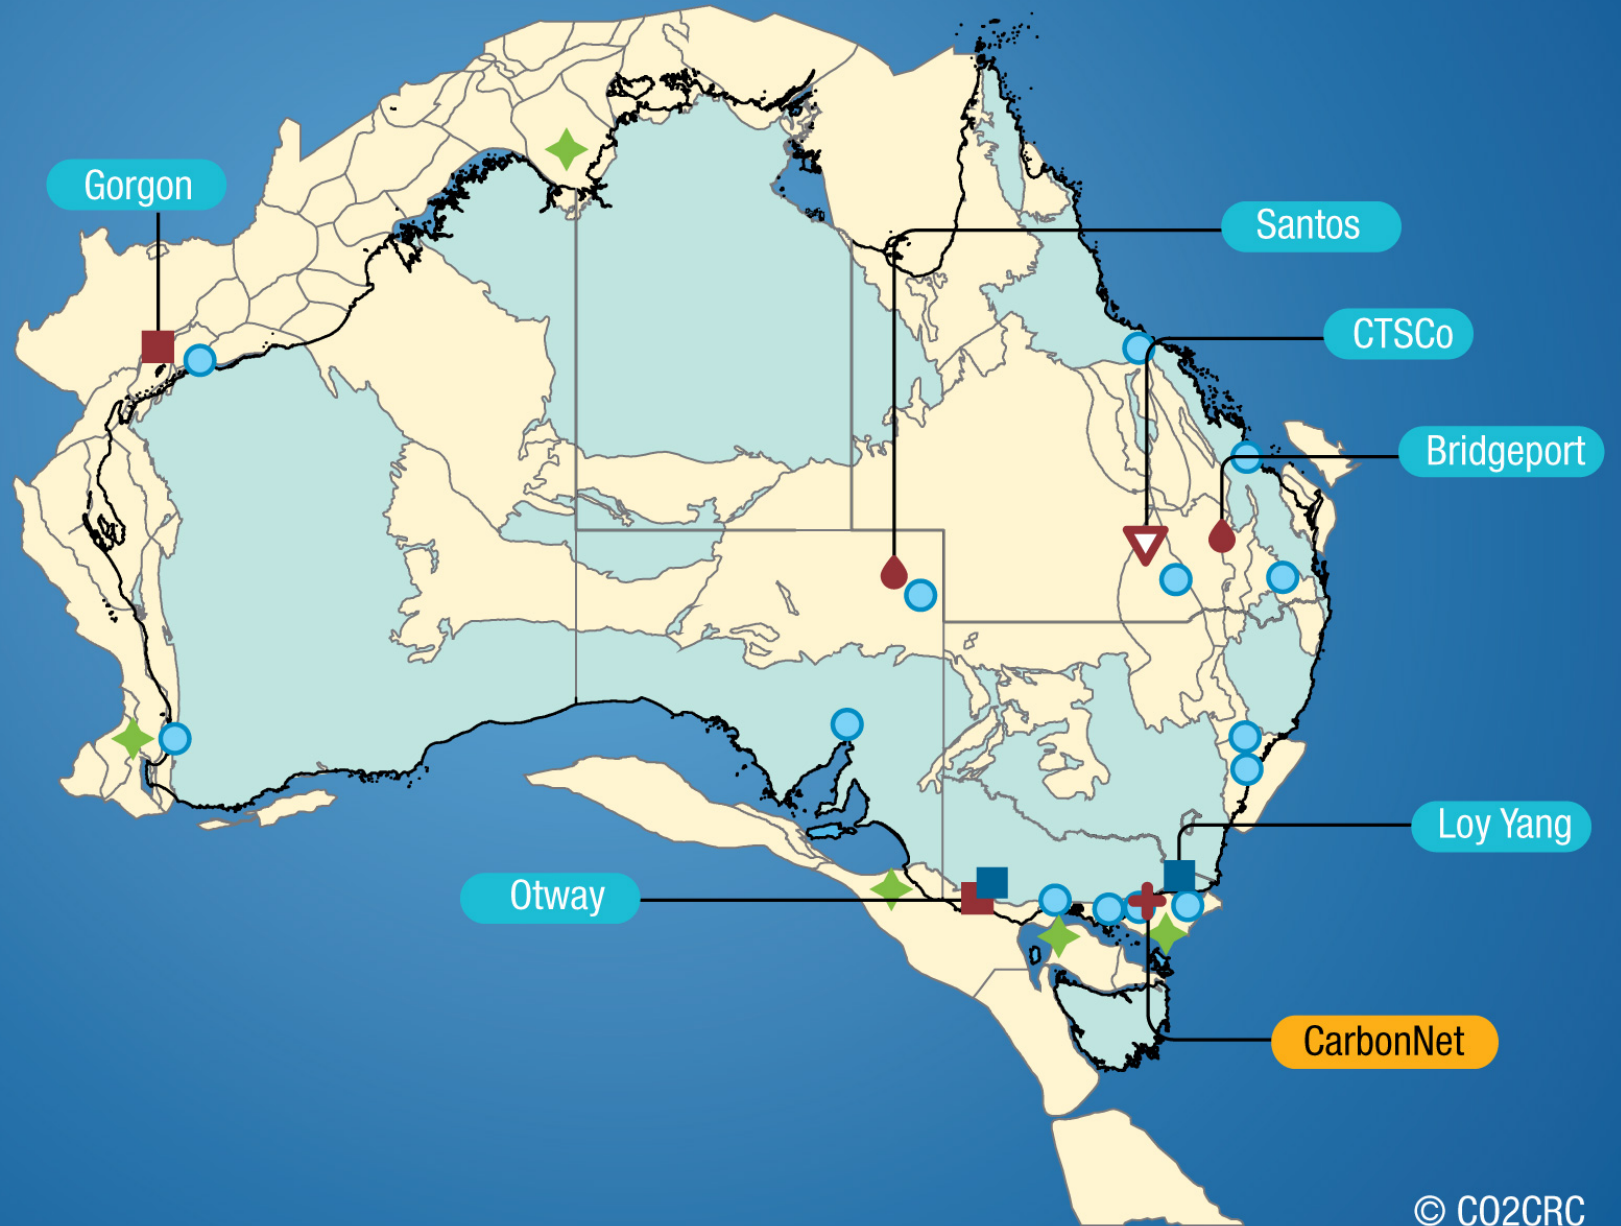 Gorgon
Santos
CTSCo
Bridgeport
Loy Yang
Otway
CarbonNet
© CO2CRC